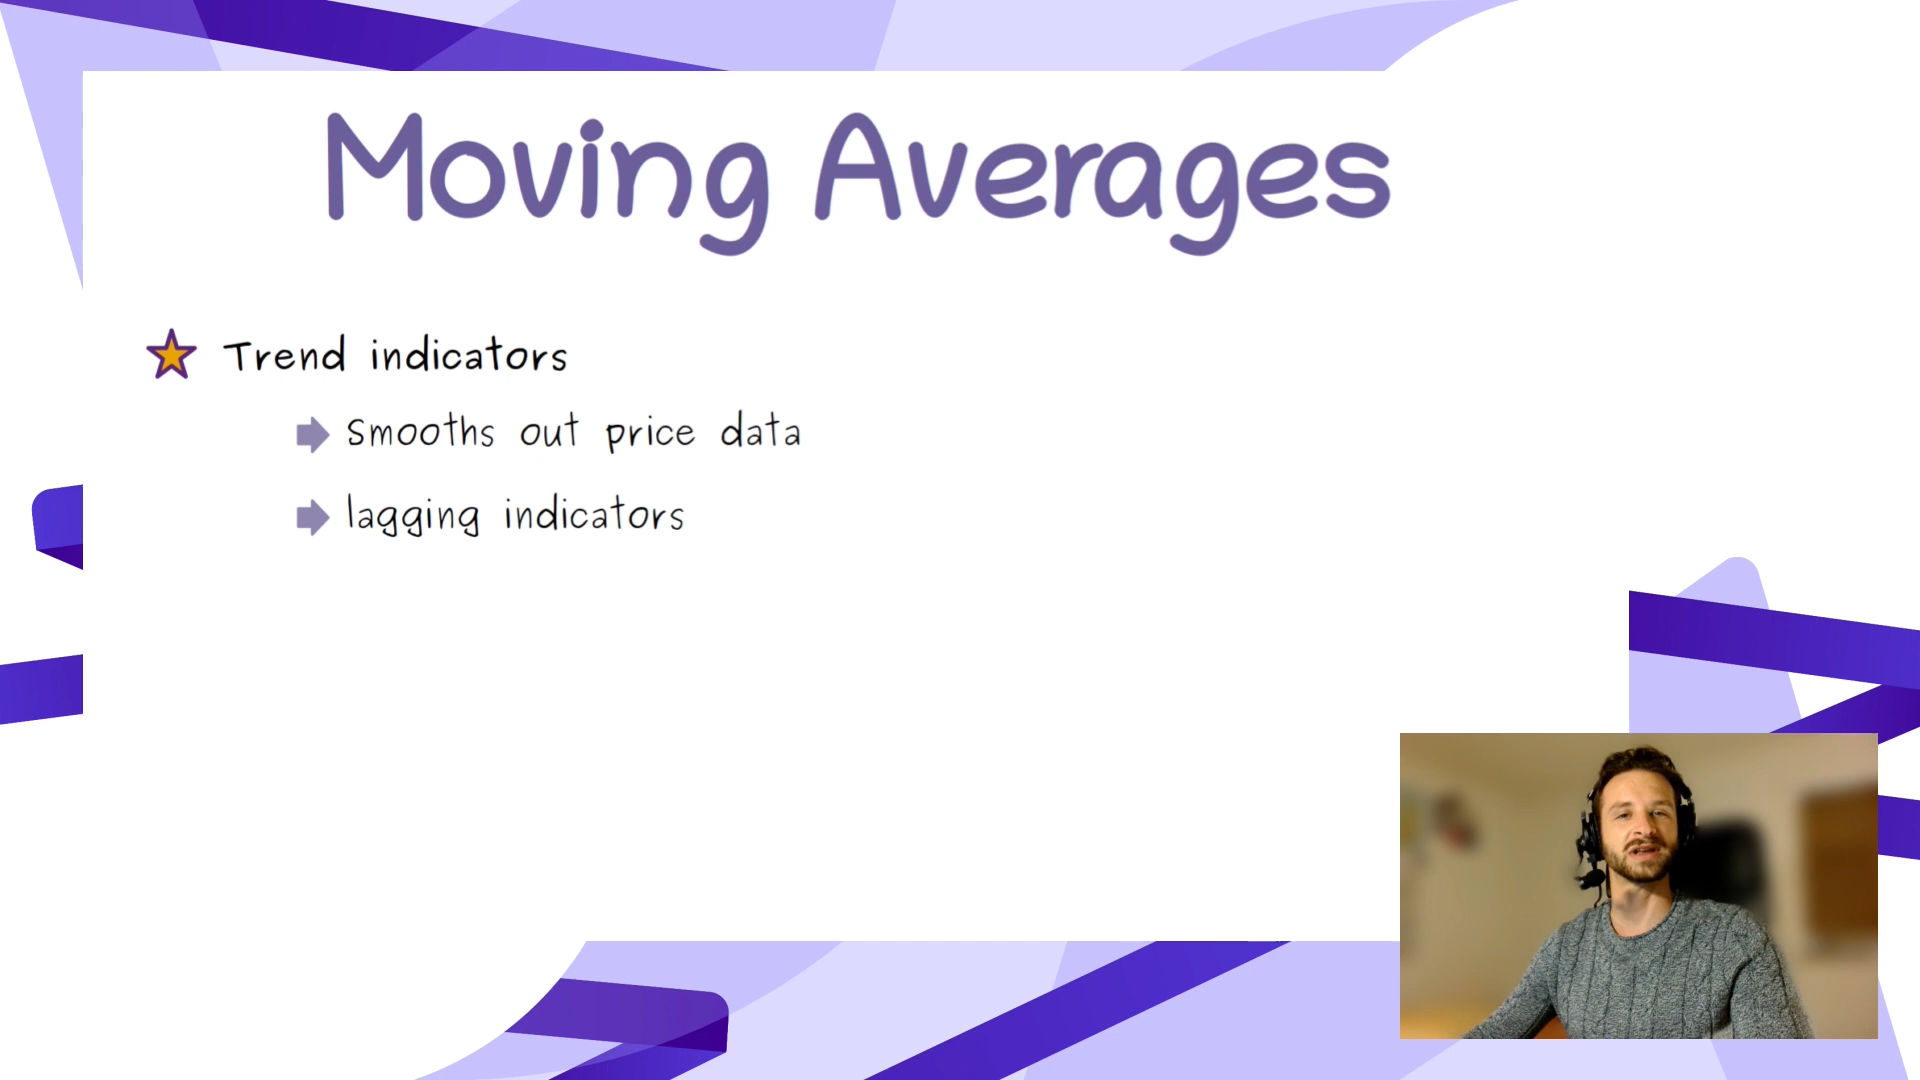 Moving Averages
Trend indicators
smooths out price data
lagging indicators